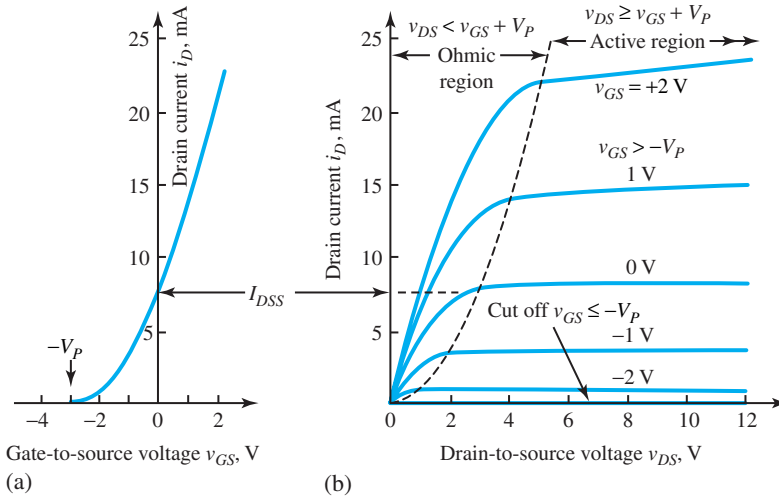 Drain current i_D, mA
25
20
15
10
5
−V_P
−4
−2
0
2
Gate-to-source voltage v_GS, V
(a)
I_DSS
Drain current i_D, mA
25
20
15
10
5
0
v_DS < v_GS + V_P
Ohmic
region
v_DS ≥ v_GS + V_P
Active region
v_GS = +2 V
v_GS > −V_P
1 V
0 V
Cut off v_GS ≤ −V_P
−1 V
−2 V
0
2
4
6
8
10
12
Drain-to-source voltage v_DS, V
(b)